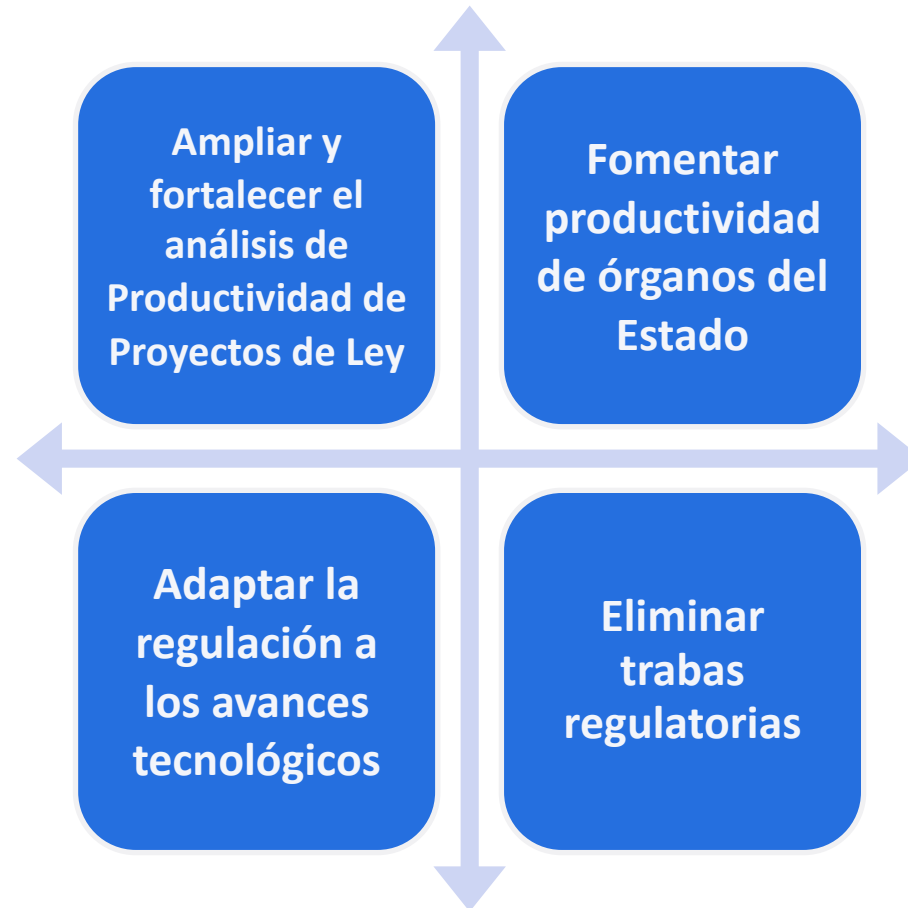 Ampliar y
fortalecer el
análisis de
Productividad de
Proyectos de Ley
Fomentar
productividad
de órganos del
Estado
Adaptar la
regulación a
los avances
tecnológicos
Eliminar
trabas
regulatorias